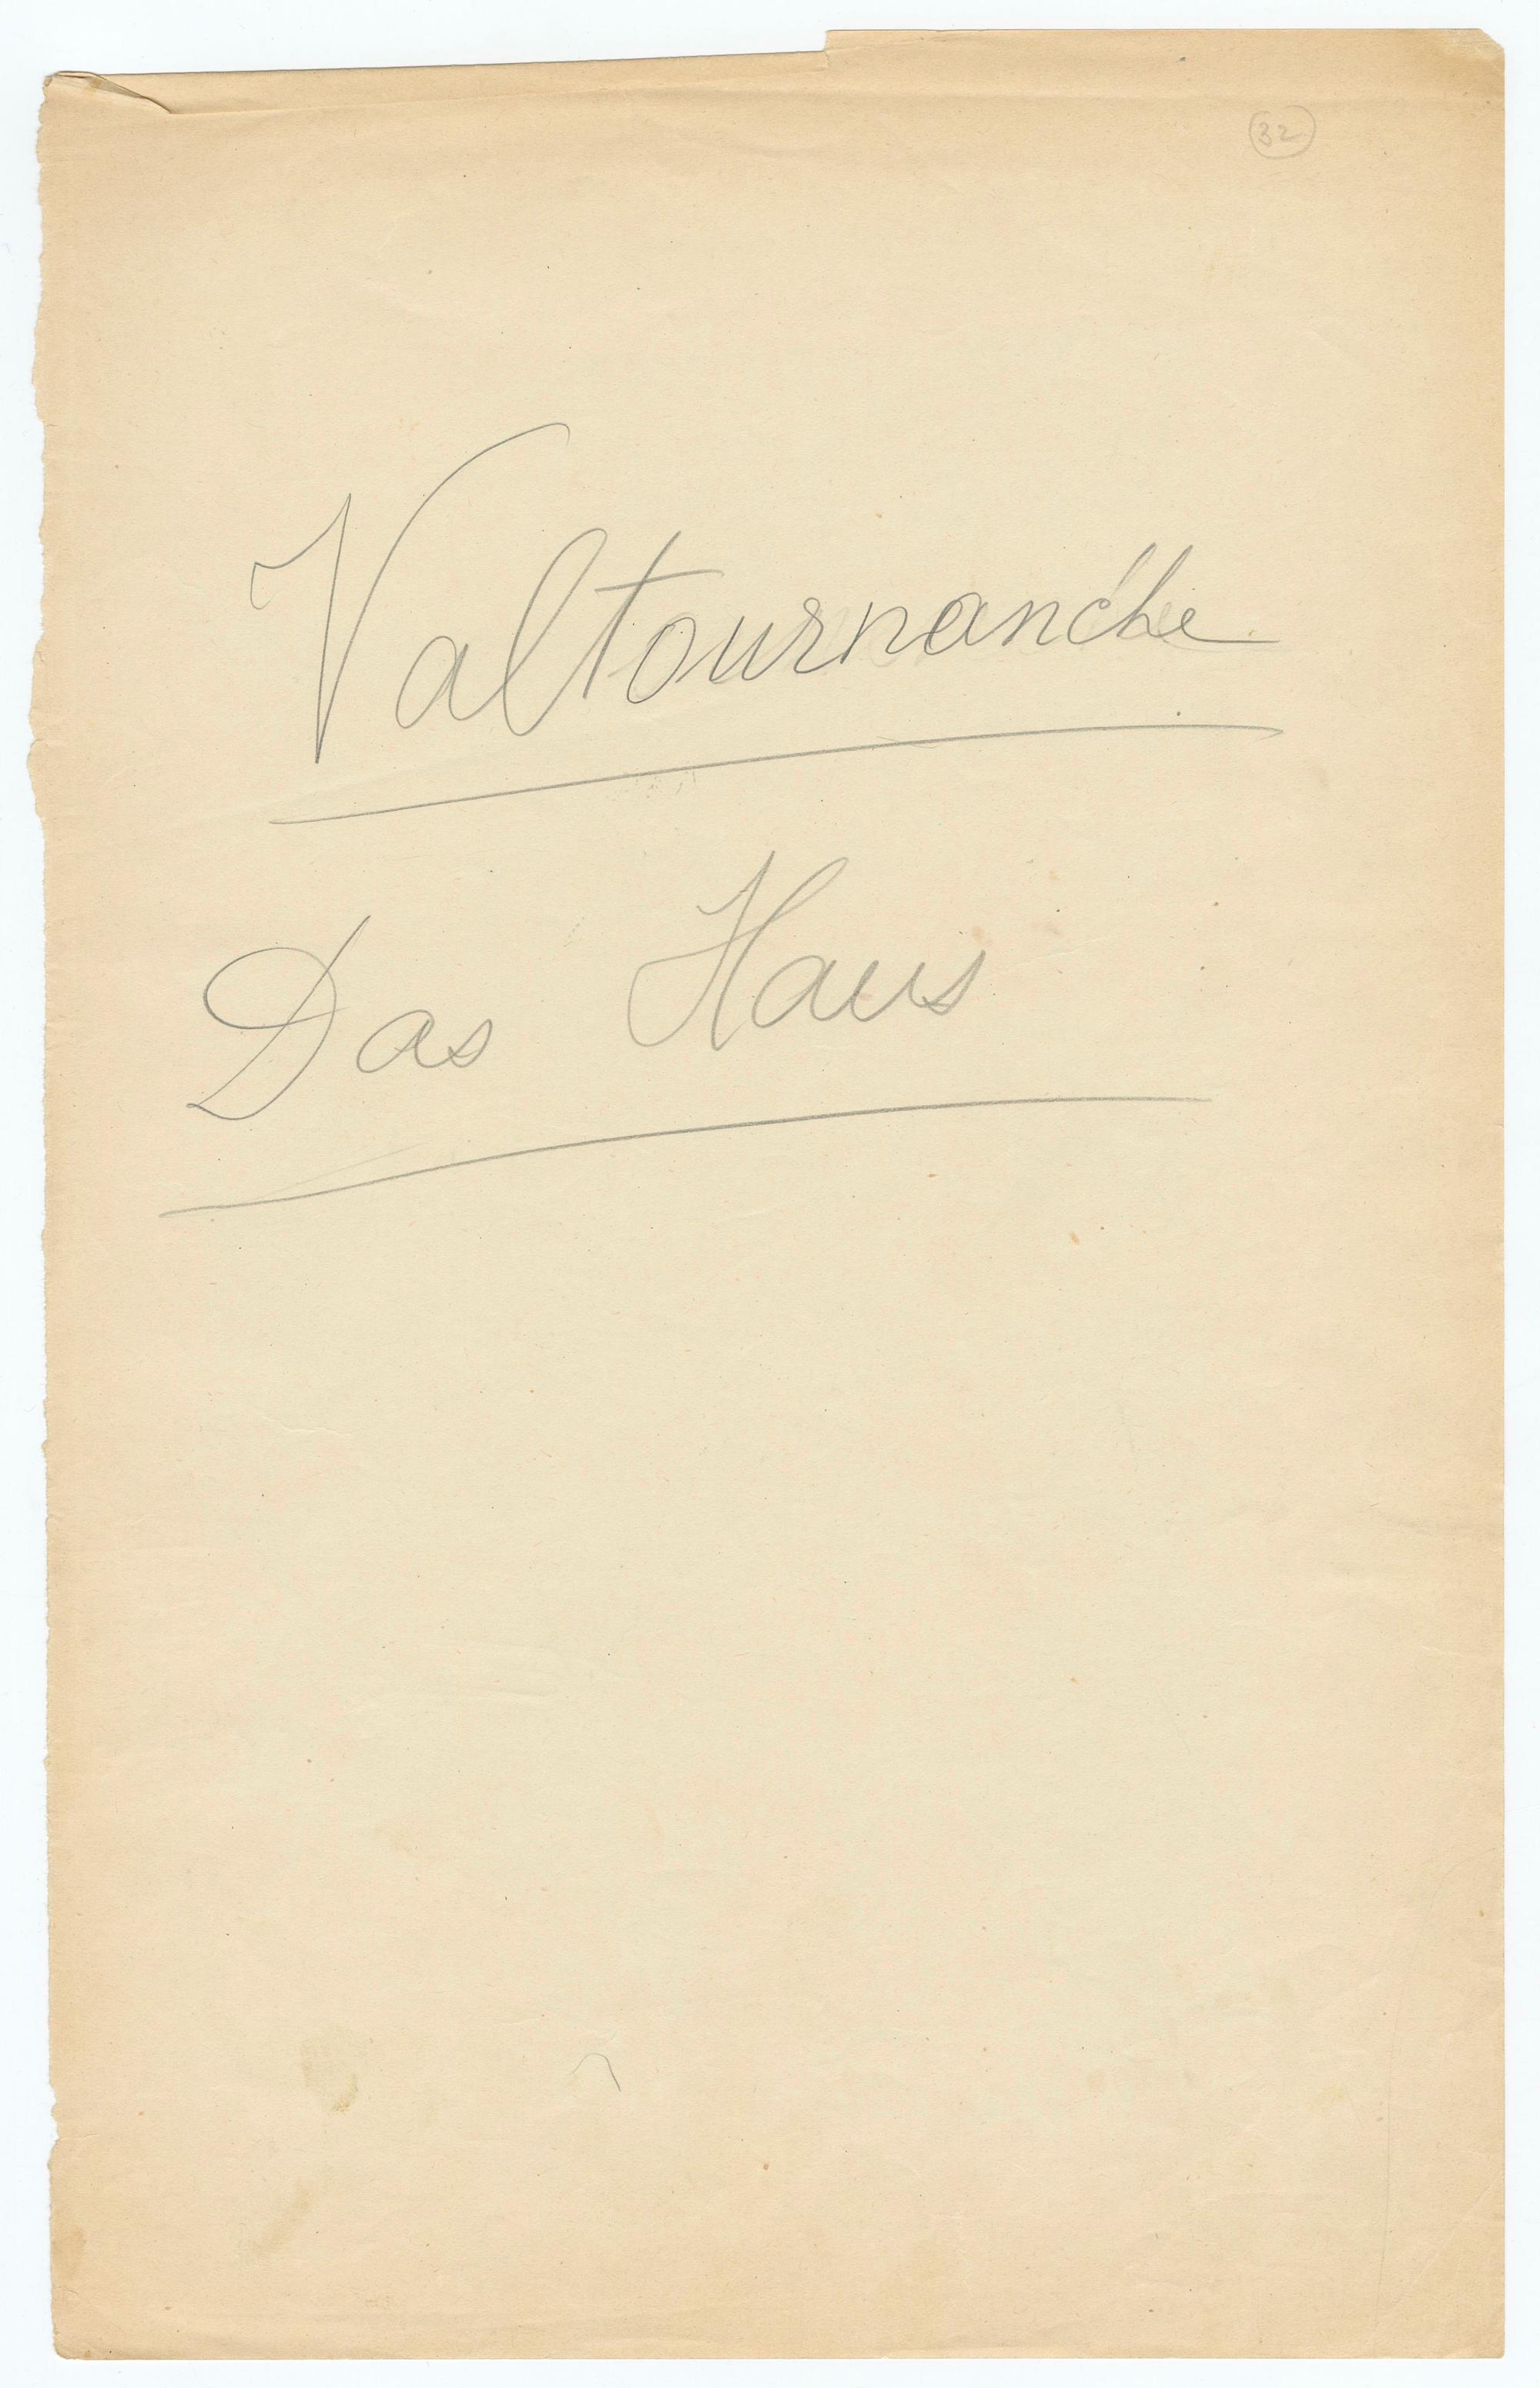 32
Valtournanche
Das Haus